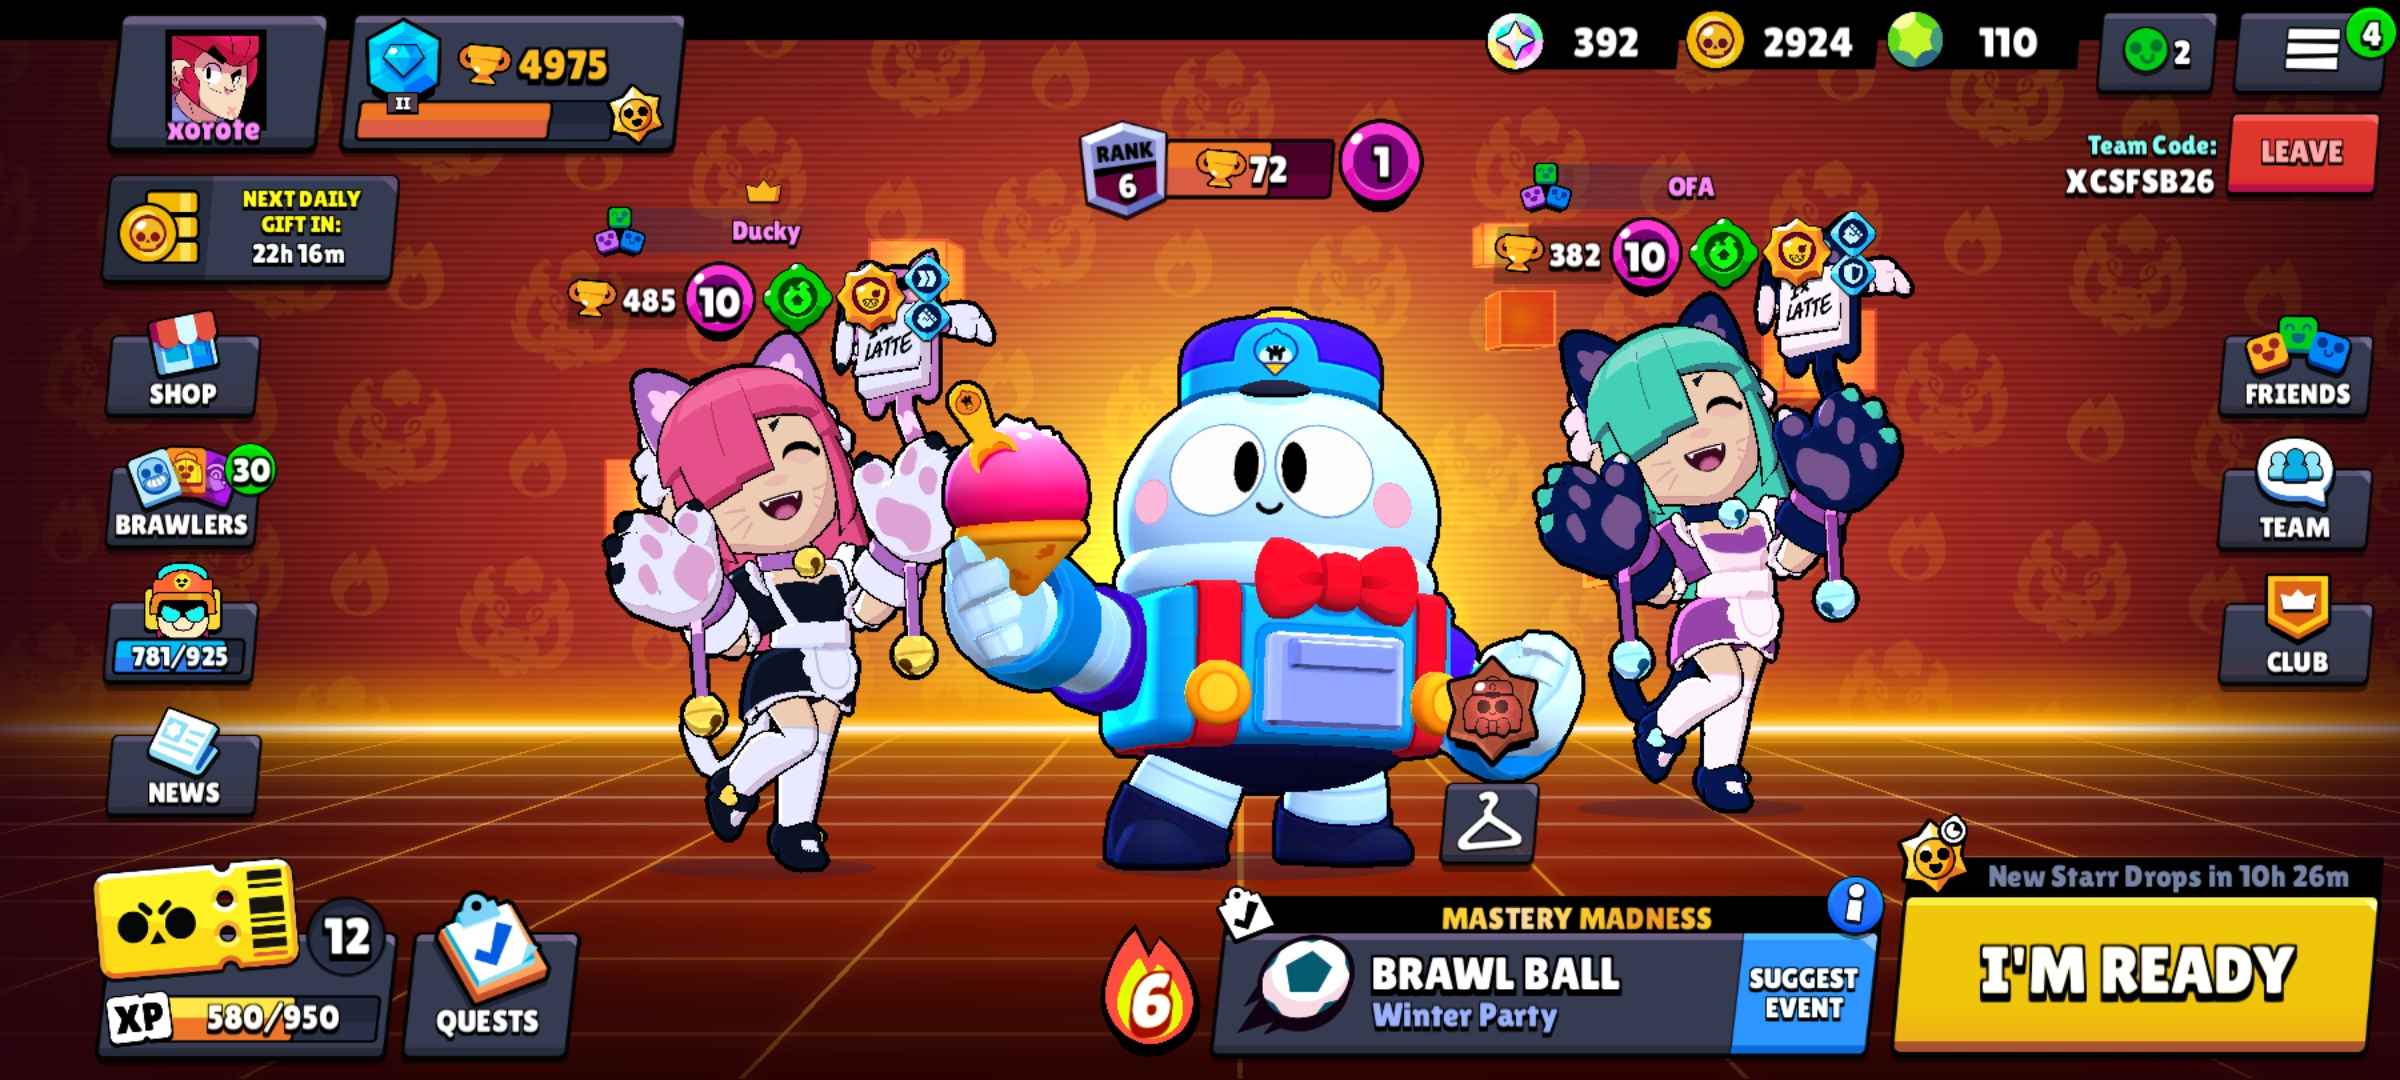 xorote
II
4975
392
2924
110
2
4
Team Code:
XCSFSB26
LEAVE
RANK
6
72
1
NEXT DAILY
GIFT IN:
22h 16m
Ducky
485
10
LATTE
OFA
382
10
LATTE
SHOP
BRAWLERS
30
781/925
NEWS
FRIENDS
TEAM
CLUB
12
XP
580/950
QUESTS
6
MASTERY MADNESS
i
BRAWL BALL
Winter Party
SUGGEST
EVENT
New Starr Drops in 10h 26m
I'M READY